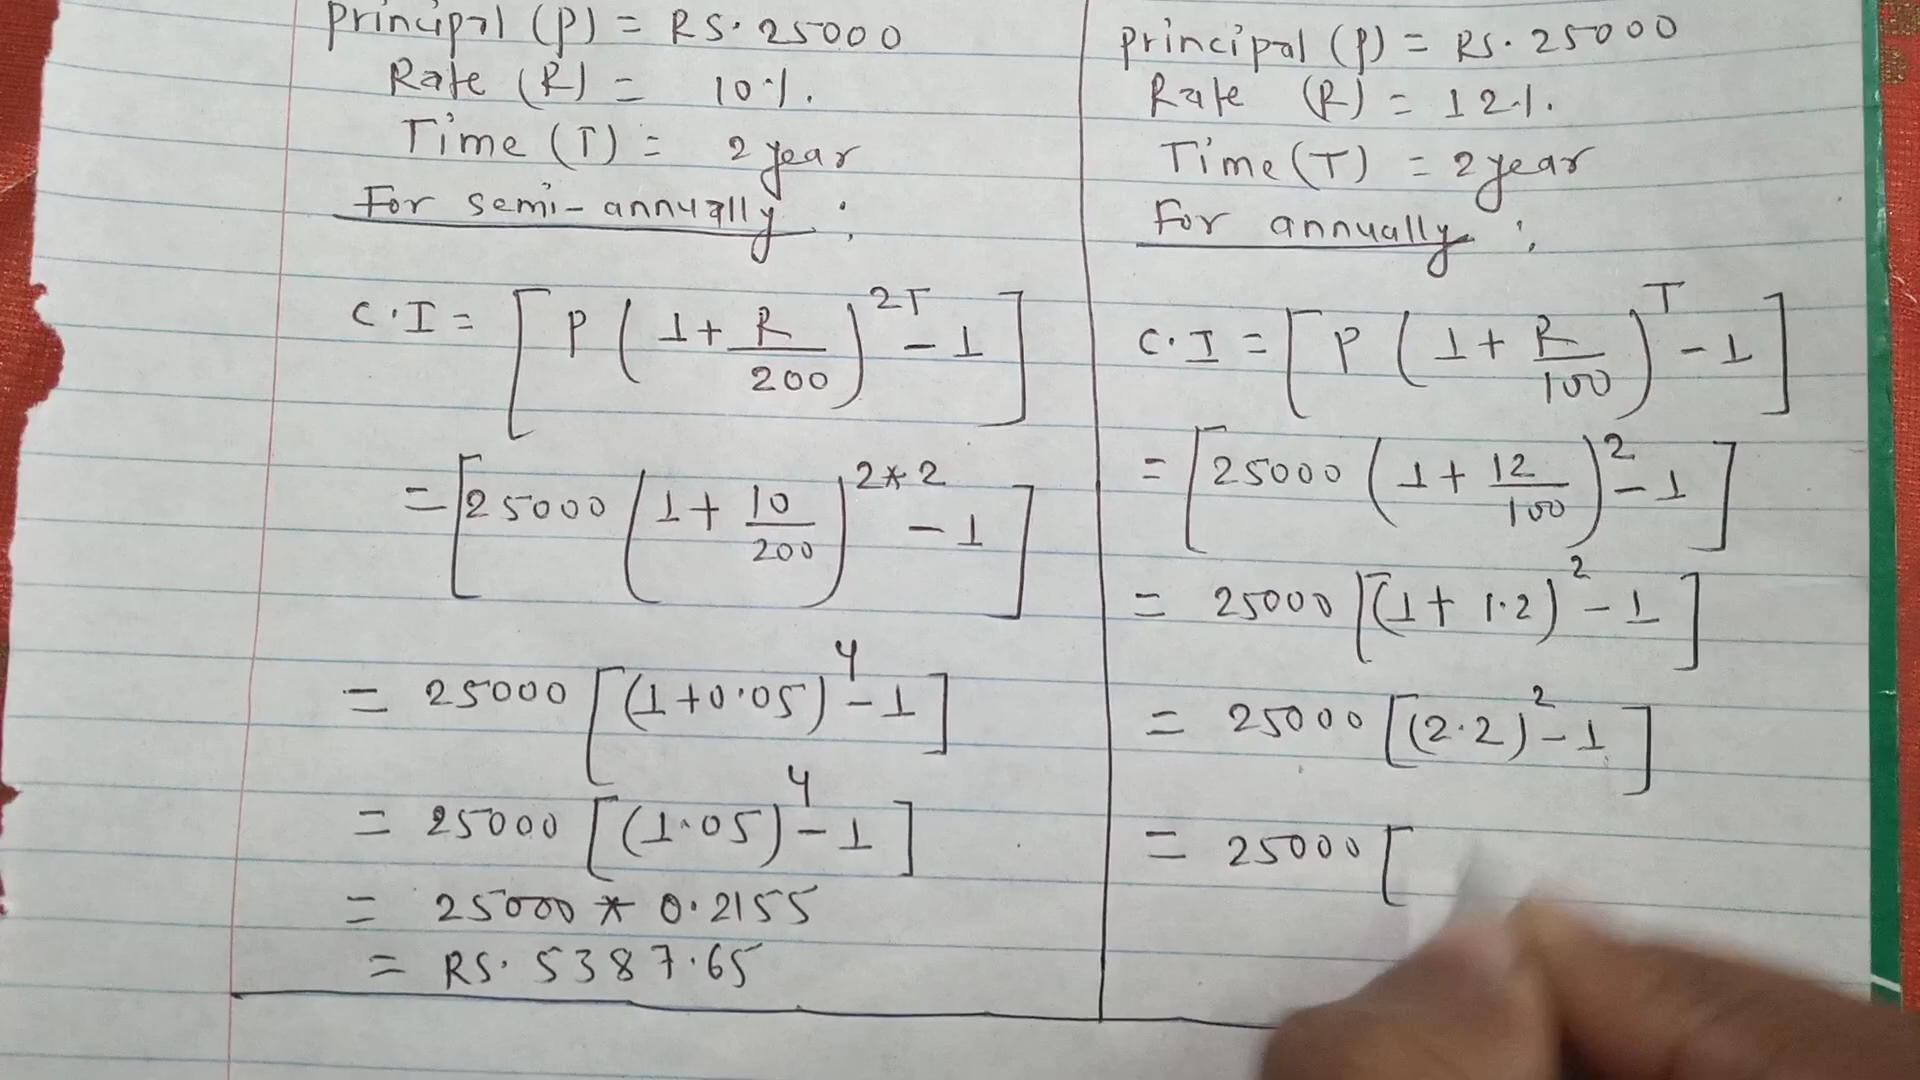 Principal (P) = RS. 25000
Rate (R) = 10%.
Time (T) = 2 year
For semi-annually :
C.I = [P(1+R/200)^2T - 1]
= [25000(1+10/200)^2*2 - 1]
= 25000[(1+0.05)^4 - 1]
= 25000[(1.05)^4 - 1]
= 25000 * 0.2155
= RS. 5387.65
principal (P) = RS. 25000
Rate (R) = 12%.
Time (T) = 2 year
For annually :
C.I = [P(1+R/100)^T - 1]
= [25000(1+12/100)^2 - 1]
= 25000[(1+1.2)^2 - 1]
= 25000[(2.2)^2 - 1]
= 25000[